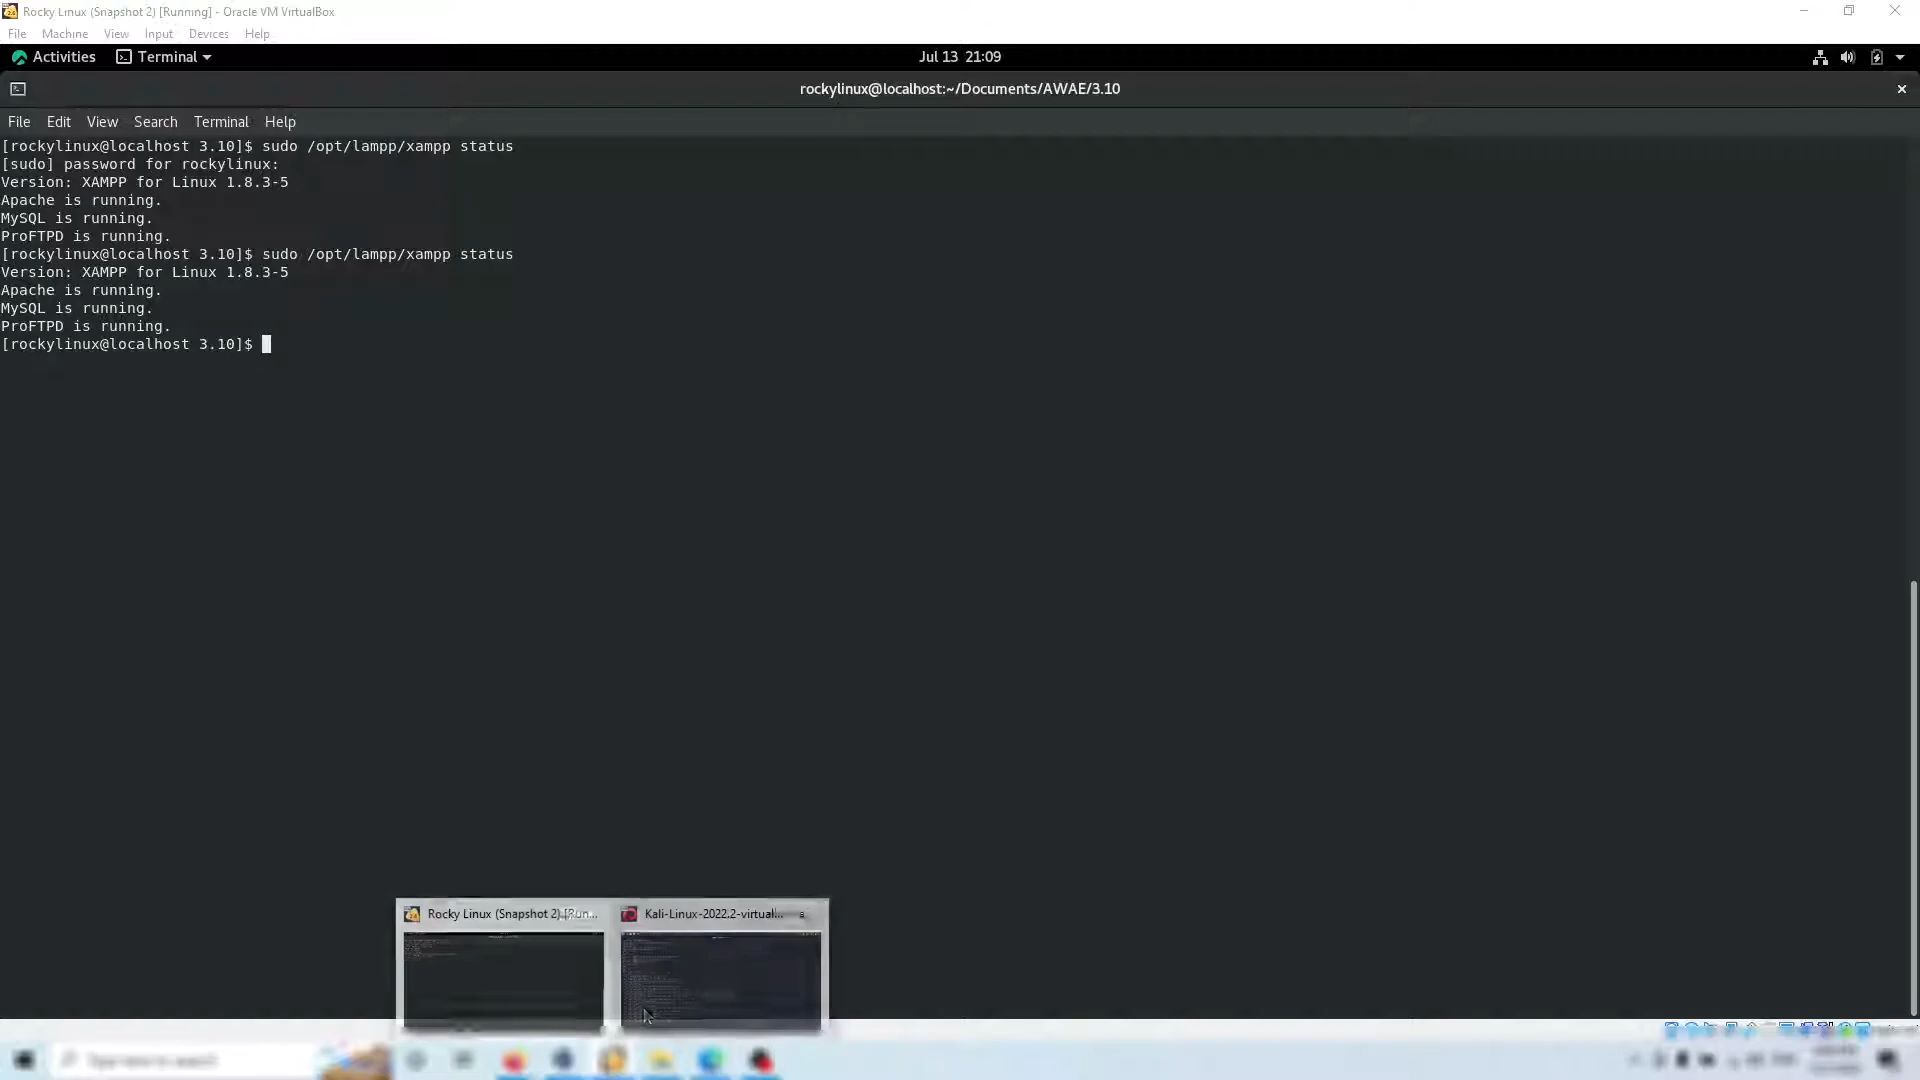 Rocky Linux (Snapshot 2) [Running] - Oracle VM VirtualBox
File Machine View Input Devices Help
Activities Terminal Jul 13 21:09
rockylinux@localhost:~/Documents/AWAE/3.10
File Edit View Search Terminal Help
[rockylinux@localhost 3.10]$ sudo /opt/lampp/xampp status
[sudo] password for rockylinux:
Version: XAMPP for Linux 1.8.3-5
Apache is running.
MySQL is running.
ProFTPD is running.
[rockylinux@localhost 3.10]$ sudo /opt/lampp/xampp status
Version: XAMPP for Linux 1.8.3-5
Apache is running.
MySQL is running.
ProFTPD is running.
[rockylinux@localhost 3.10]$
Rocky Linux (Snapshot 2) [Run... Kali-Linux-2022.2-virtual...
Type here to search